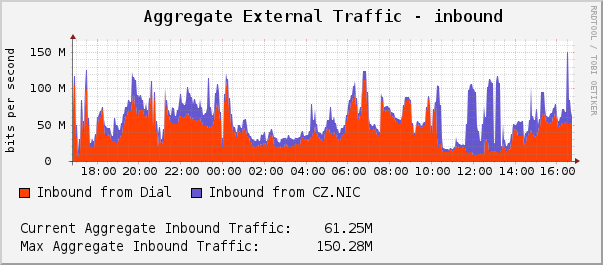 Aggregate External Traffic - inbound
RRDTOOL / TOBI OETIKER
bits per second
150 M
100 M
50 M
0
18:00 20:00 22:00 00:00 02:00 04:00 06:00 08:00 10:00 12:00 14:00 16:00
Inbound from Dial Inbound from CZ.NIC
Current Aggregate Inbound Traffic: 61.25M
Max Aggregate Inbound Traffic: 150.28M